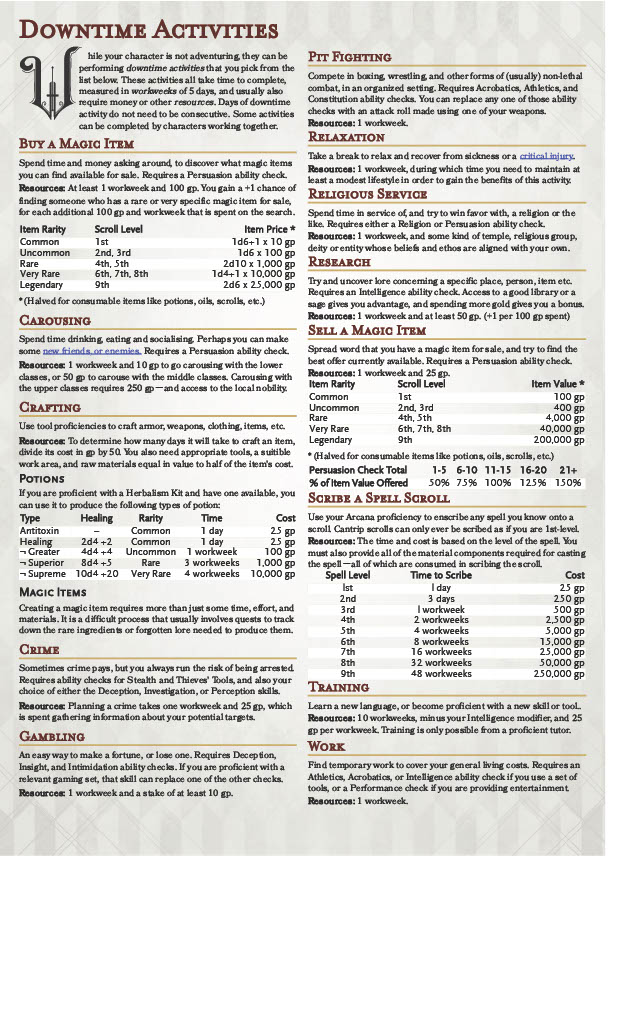 Downtime Activities
While your character is not adventuring, they can be
performing downtime activities that you pick from the
list below. These activities all take time to complete,
measured in workweeks of 5 days, and usually also
require money or other resources. Days of downtime
activity do not need to be consecutive. Some activities
can be completed by characters working together.
Buy a Magic Item
Spend time and money asking around, to discover what magic items
you can find available for sale. Requires a Persuasion ability check.
Resources: At least 1 workweek and 100 gp. You gain a +1 chance of
finding someone who has a rare or very specific magic item for sale,
for each additional 100 gp and workweek that is spent on the search.
Item Rarity Scroll Level Item Price *
Common 1st 1d6+1 x 10 gp
Uncommon 2nd, 3rd 1d6 x 100 gp
Rare 4th, 5th 2d10 x 1,000 gp
Very Rare 6th, 7th, 8th 1d4+1 x 10,000 gp
Legendary 9th 2d6 x 25,000 gp
* (Halved for consumable items like potions, oils, scrolls, etc.)
Carousing
Spend time drinking, eating and socialising. Perhaps you can make
some new friends, or enemies. Requires a Persuasion ability check.
Resources: 1 workweek and 10 gp to go carousing with the lower
classes, or 50 gp to carouse with the middle classes. Carousing with
the upper classes requires 250 gp—and access to the local nobility.
Crafting
Use tool proficiencies to craft armor, weapons, clothing, items, etc.
Resources: To determine how many days it will take to craft an item,
divide its cost in gp by 50. You also need appropriate tools, a suitible
work area, and raw materials equal in value to half of the item's cost.
Potions
If you are proficient with a Herbalism Kit and have one available, you
can use it to produce the following types of potion:
Type Healing Rarity Time Cost
Antitoxin – Common 1 day 25 gp
Healing 2d4 +2 Common 1 day 25 gp
¬ Greater 4d4 +4 Uncommon 1 workweek 100 gp
¬ Superior 8d4 +5 Rare 3 workweeks 1,000 gp
¬ Supreme 10d4 +20 Very Rare 4 workweeks 10,000 gp
Magic Items
Creating a magic item requires more than just some time, effort, and
materials. It is a difficult process that usually involves quests to track
down the rare ingredients or forgotten lore needed to produce them.
Crime
Sometimes crime pays, but you always run the risk of being arrested.
Requires ability checks for Stealth and Thieves' Tools, and also your
choice of either the Deception, Investigation, or Perception skills.
Resources: Planning a crime takes one workweek and 25 gp, which
is spent gathering information about your potential targets.
Gambling
An easy way to make a fortune, or lose one. Requires Deception,
Insight, and Intimidation ability checks. If you are proficient with a
relevant gaming set, that skill can replace one of the other checks.
Resources: 1 workweek and a stake of at least 10 gp.
Pit Fighting
Compete in boxing, wrestling, and other forms of (usually) non-lethal
combat, in an organized setting. Requires Acrobatics, Athletics, and
Constitution ability checks. You can replace any one of those ability
checks with an attack roll made using one of your weapons.
Resources: 1 workweek.
Relaxation
Take a break to relax and recover from sickness or a critical injury.
Resources: 1 workweek, during which time you need to maintain at
least a modest lifestyle in order to gain the benefits of this activity.
Religious Service
Spend time in service of, and try to win favor with, a religion or the
like. Requires either a Religion or Persuasion ability check.
Resources: 1 workweek, and some kind of temple, religious group,
deity or entity whose beliefs and ethos are aligned with your own.
Research
Try and uncover lore concerning a specific place, person, item etc.
Requires an Intelligence ability check. Access to a good library or a
sage gives you advantage, and spending more gold gives you a bonus.
Resources: 1 workweek and at least 50 gp. (+1 per 100 gp spent)
Sell a Magic Item
Spread word that you have a magic item for sale, and try to find the
best offer currently available. Requires a Persuasion ability check.
Resources: 1 workweek and 25 gp.
Item Rarity Scroll Level Item Value *
Common 1st 100 gp
Uncommon 2nd, 3rd 400 gp
Rare 4th, 5th 4,000 gp
Very Rare 6th, 7th, 8th 40,000 gp
Legendary 9th 200,000 gp
* (Halved for consumable items like potions, oils, scrolls, etc.)
Persuasion Check Total 1-5 6-10 11-15 16-20 21+
% of Item Value Offered 50% 75% 100% 125% 150%
Scribe a Spell Scroll
Use your Arcana proficiency to enscribe any spell you know onto a
scroll. Cantrip scrolls can only ever be scribed as if you are 1st-level.
Resources: The time and cost is based on the level of the spell. You
must also provide all of the material components required for casting
the spell—all of which are consumed in scribing the scroll.
Spell Level Time to Scribe Cost
1st 1 day 25 gp
2nd 3 days 250 gp
3rd 1 workweek 500 gp
4th 2 workweeks 2,500 gp
5th 4 workweeks 5,000 gp
6th 8 workweeks 15,000 gp
7th 16 workweeks 25,000 gp
8th 32 workweeks 50,000 gp
9th 48 workweeks 250,000 gp
Training
Learn a new language, or become proficient with a new skill or tool..
Resources: 10 workweeks, minus your Intelligence modifier, and 25
gp per workweek. Training is only possible from a proficient tutor.
Work
Find temporary work to cover your general living costs. Requires an
Athletics, Acrobatics, or Intelligence ability check if you use a set of
tools, or a Performance check if you are providing entertainment.
Resources: 1 workweek.